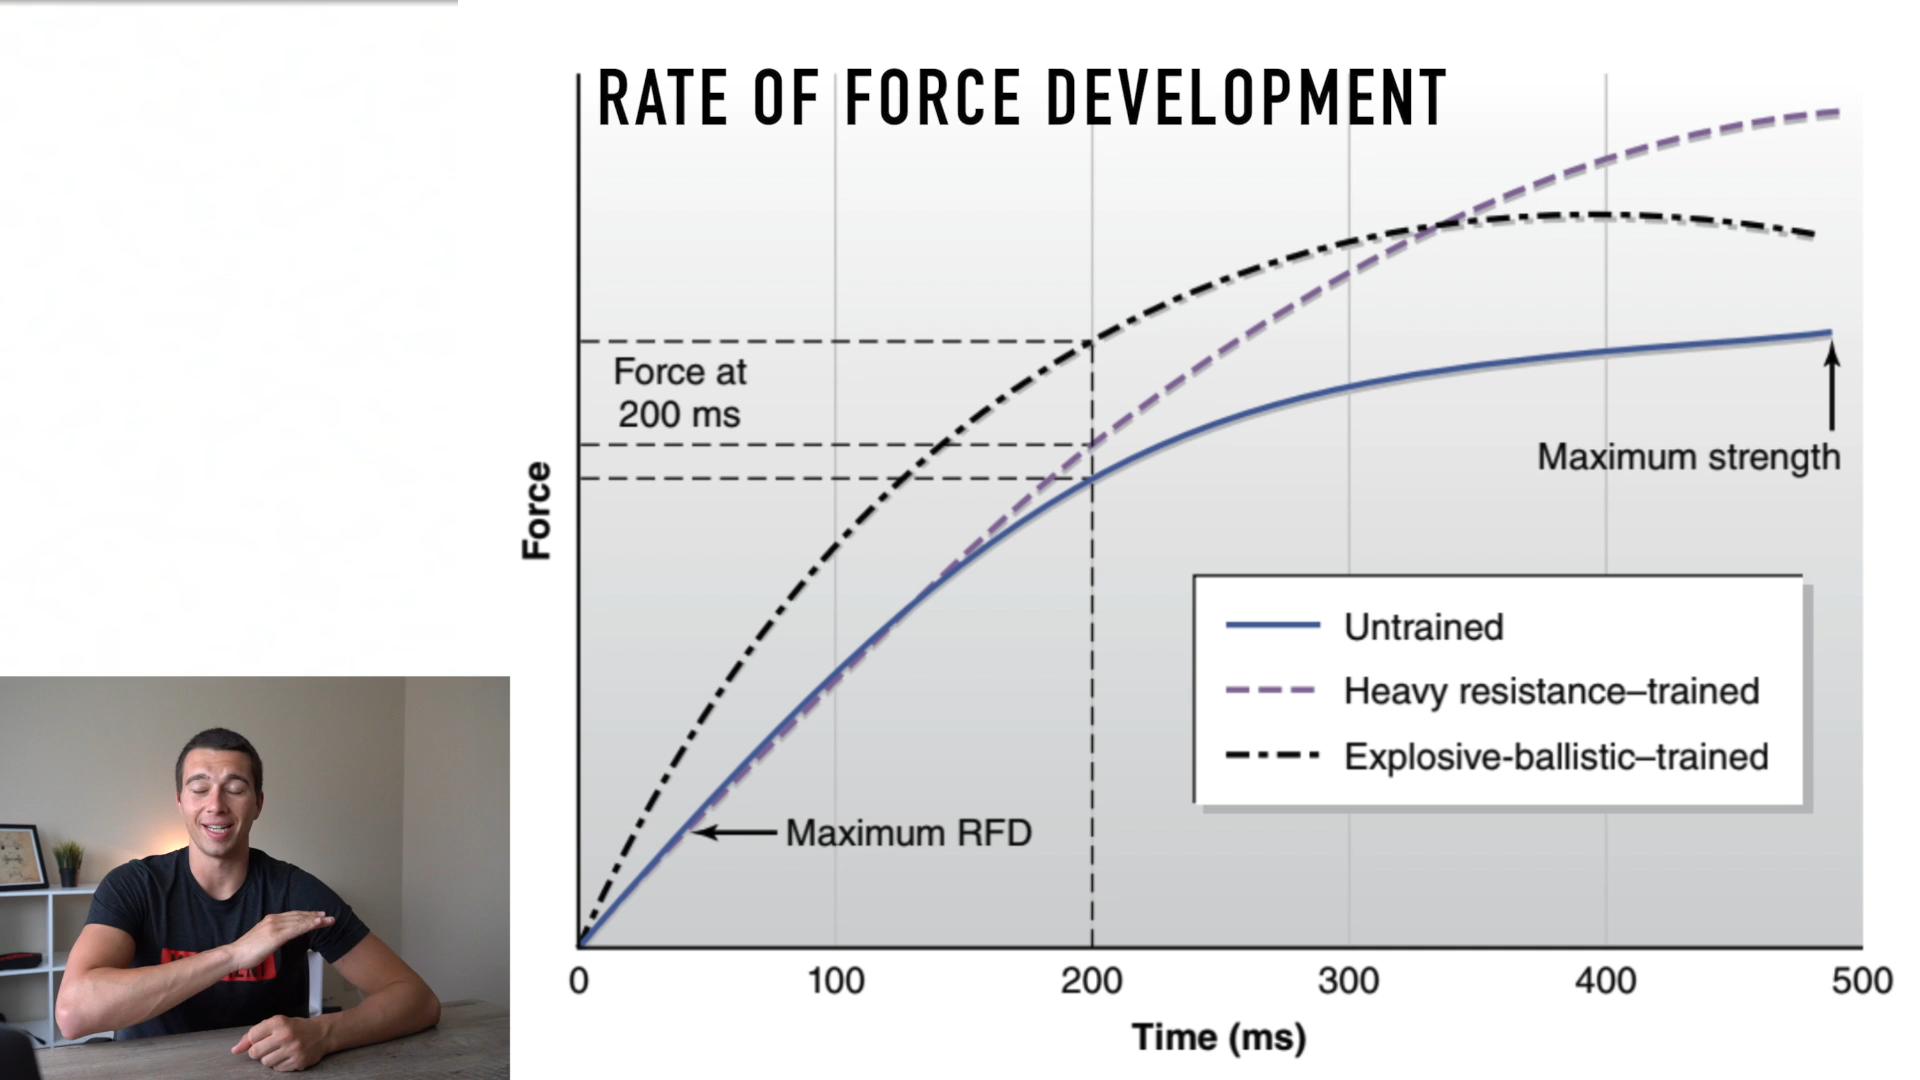 RATE OF FORCE DEVELOPMENT
Force at
200 ms
Maximum strength
Force
Untrained
Heavy resistance–trained
Explosive-ballistic–trained
Maximum RFD
0 100 200 300 400 500
Time (ms)